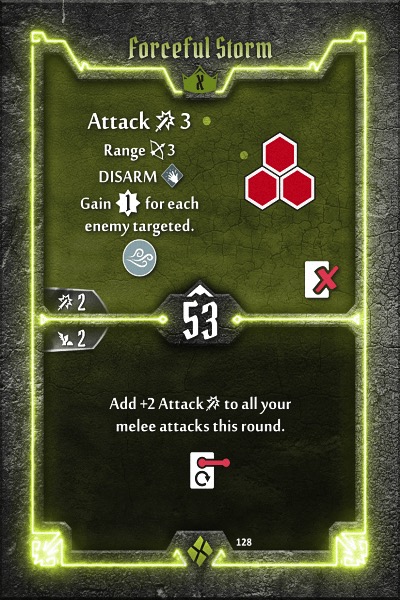 Forceful Storm
X
Attack 3
Range 3
DISARM
Gain 1 for each
enemy targeted.
2
53
2
Add +2 Attack to all your
melee attacks this round.
128